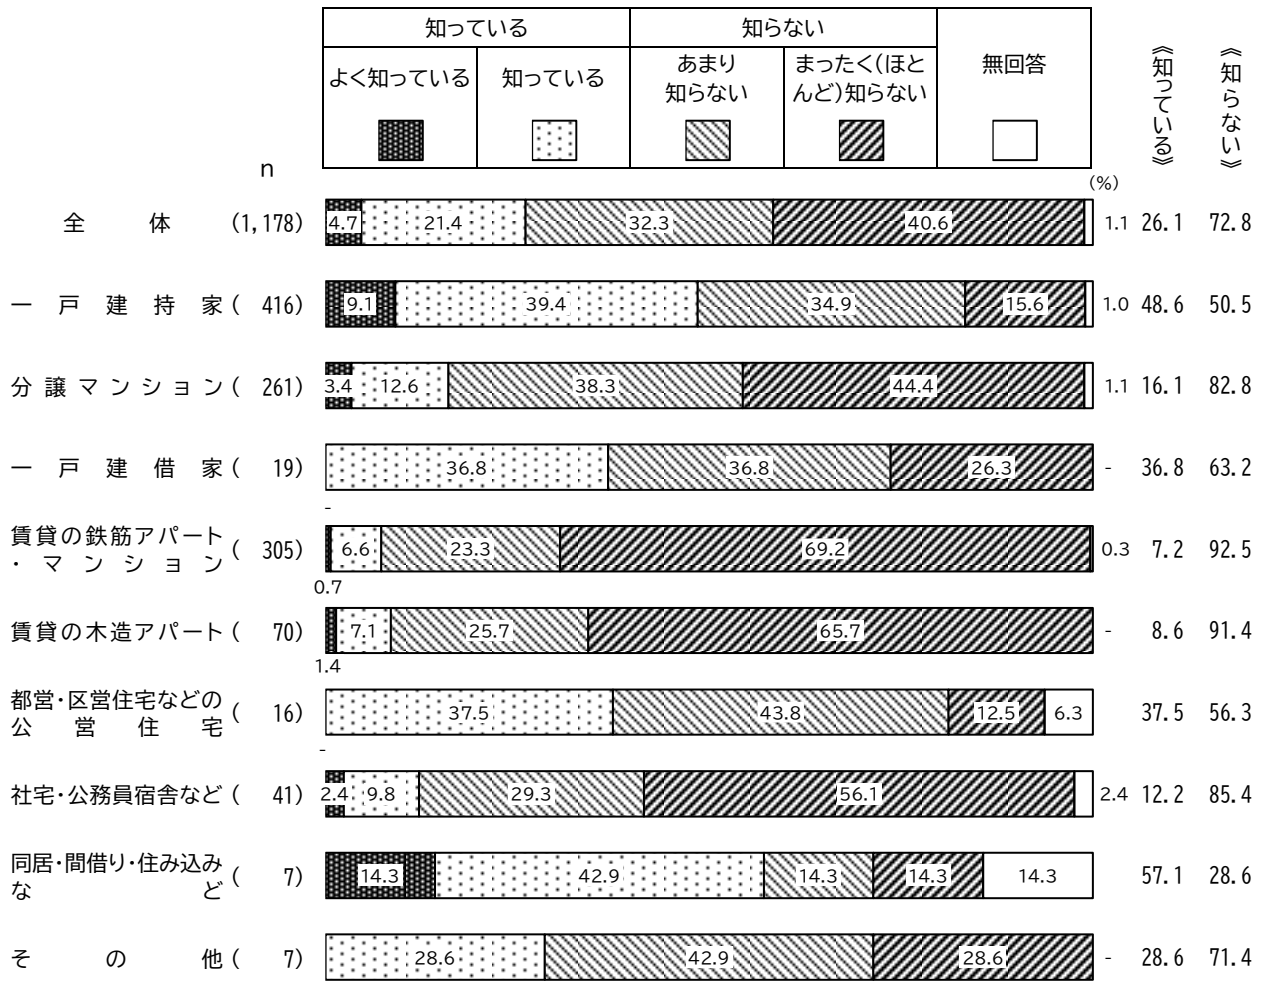 知っている 知らない 無回答 《知っている》 《知らない》
よく知っている 知っている あまり まったく（ほと
知らない んど）知らない
n
(%)
全体 (1,178) 4.7 21.4 32.3 40.6 1.1 26.1 72.8
一戸建持家 ( 416) 9.1 39.4 34.9 15.6 1.0 48.6 50.5
分譲マンション ( 261) 3.4 12.6 38.3 44.4 1.1 16.1 82.8
一戸建借家 ( 19) 36.8 36.8 26.3 - 36.8 63.2
-
賃貸の鉄筋アパート
・マンション ( 305) 6.6 23.3 69.2 0.3 7.2 92.5
0.7
賃貸の木造アパート ( 70) 7.1 25.7 65.7 - 8.6 91.4
1.4
都営・区営住宅などの
公営住宅 ( 16) 37.5 43.8 12.5 6.3 37.5 56.3
-
社宅・公務員宿舎など ( 41) 2.4 9.8 29.3 56.1 2.4 12.2 85.4
同居・間借り・住み込み
など ( 7) 14.3 42.9 14.3 14.3 14.3 57.1 28.6
その他 ( 7) 28.6 42.9 28.6 - 28.6 71.4